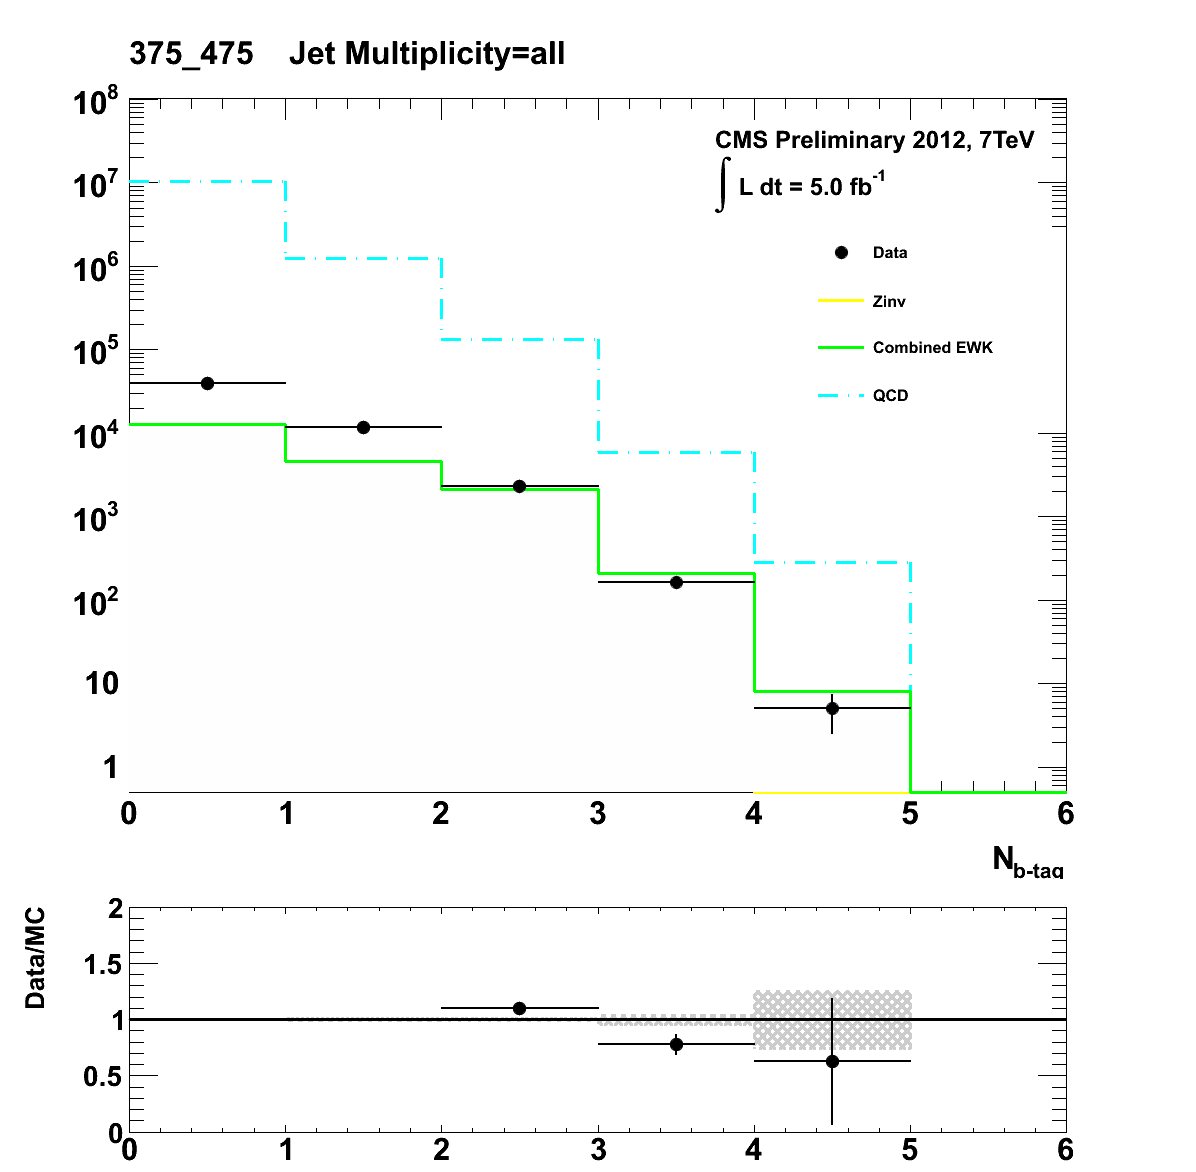 375_475 Jet Multiplicity=all
10^8
CMS Preliminary 2012, 7TeV
10^7
∫ L dt = 5.0 fb^-1
Data
10^6
Zinv
10^5
Combined EWK
QCD
10^4
10^3
10^2
10
1
0 1 2 3 4 5 6
N_b-tag
Data/MC
2
1.5
1
0.5
0
0 1 2 3 4 5 6